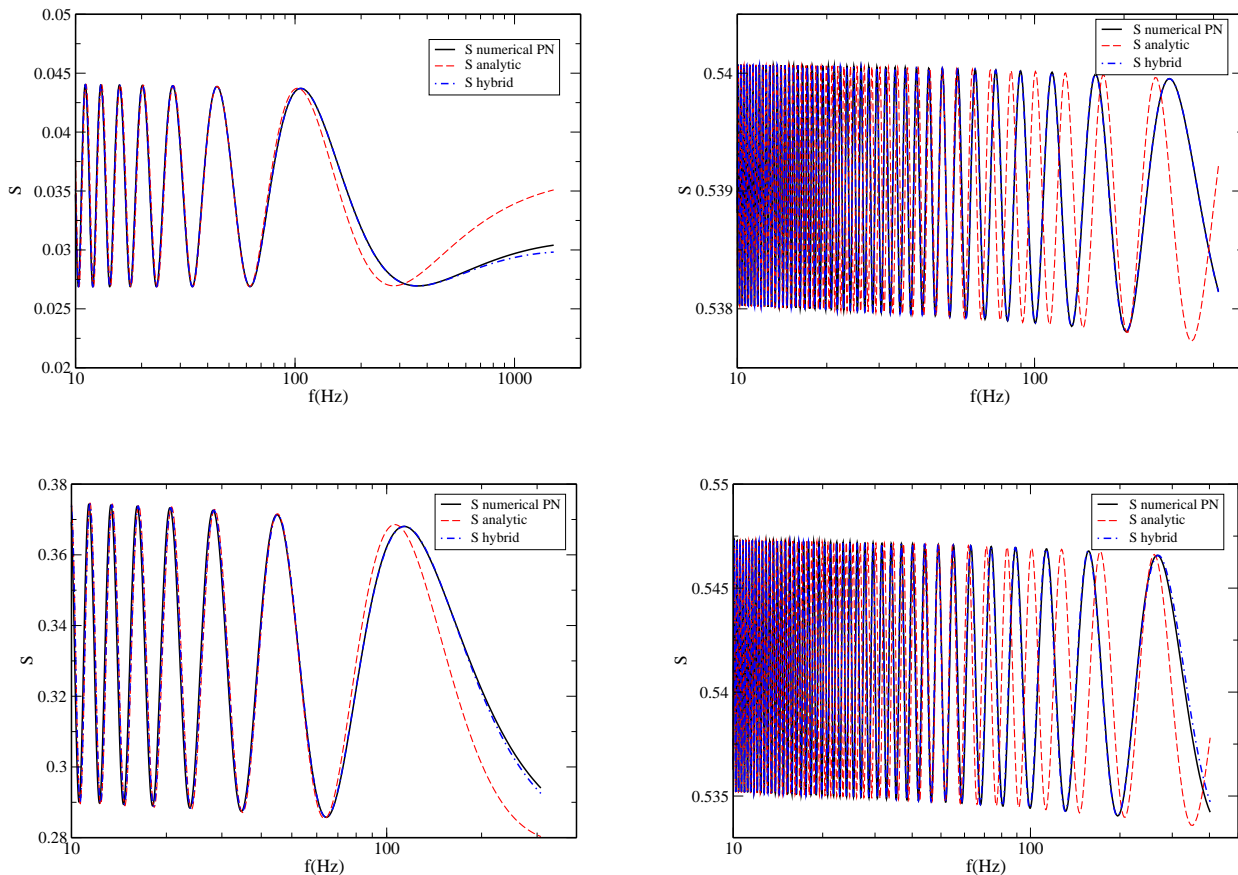 0.05
0.045
0.04
0.035
0.03
0.025
0.02
S
10
100
1000
f(Hz)
S numerical PN
S analytic
S hybrid
0.54
0.539
0.538
S
10
100
f(Hz)
S numerical PN
S analytic
S hybrid
0.38
0.36
0.34
0.32
0.3
0.28
S
10
100
f(Hz)
S numerical PN
S analytic
S hybrid
0.55
0.545
0.54
0.535
S
10
100
f(Hz)
S numerical PN
S analytic
S hybrid